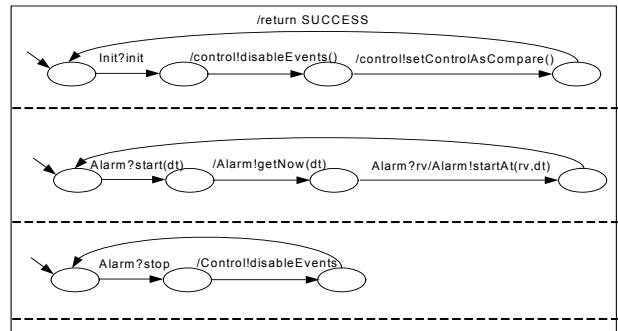 /return SUCCESS
Init?init
/control!disableEvents()
/control!setControlAsCompare()
Alarm?start(dt)
/Alarm!getNow(dt)
Alarm?rv/Alarm!startAt(rv,dt)
Alarm?stop
/Control!disableEvents